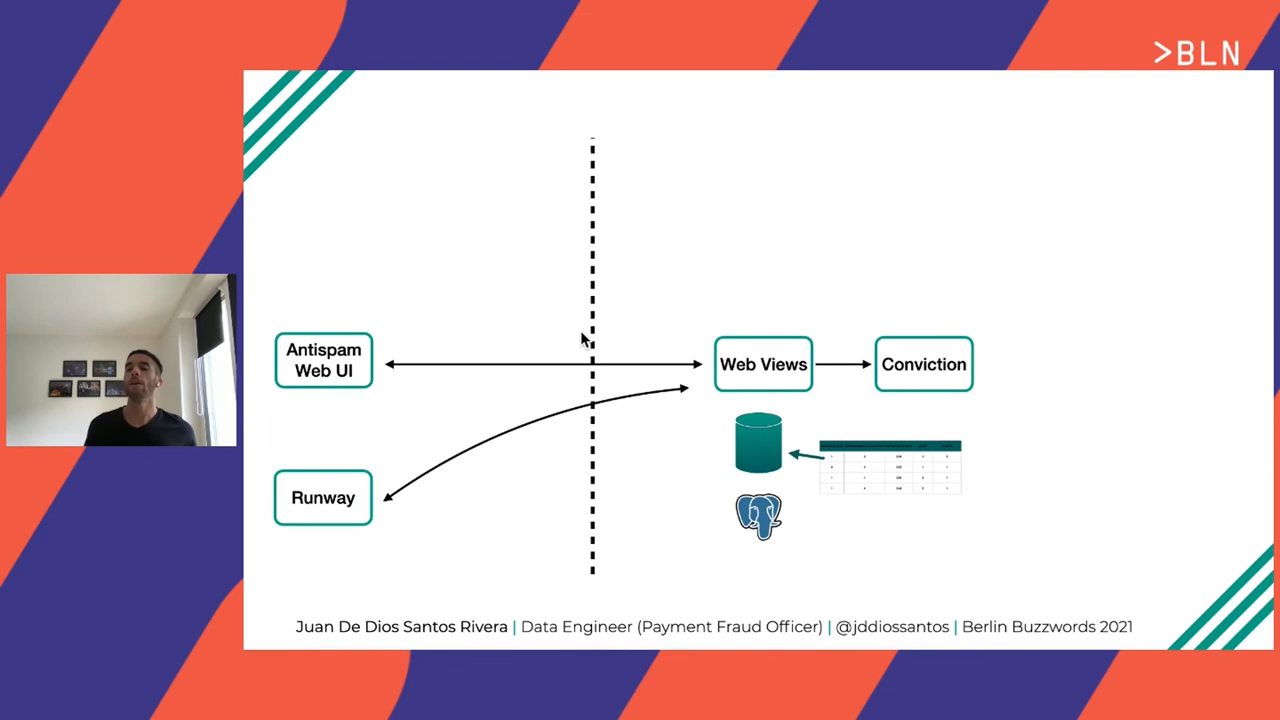 >BLN
Antispam
Web UI
Web Views
Conviction
Runway
Juan De Dios Santos Rivera | Data Engineer (Payment Fraud Officer) | @jddiossantos | Berlin Buzzwords 2021